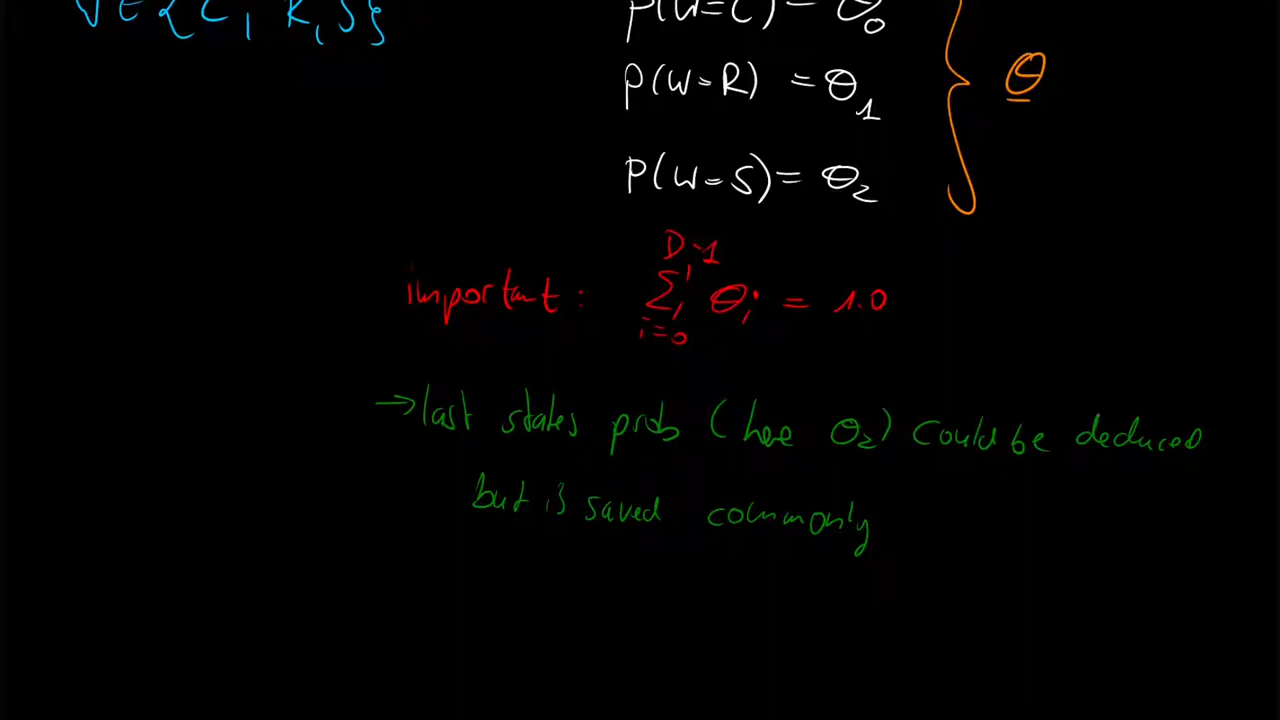 W ∈ {C, R, S}
P(W=C) = θ₀
P(W=R) = θ₁
θ
P(W=S) = θ₂
important: ∑_{i=0}^{D-1} θᵢ = 1.0
→ last states prob (here θ₂) could be deduced
but is saved commonly